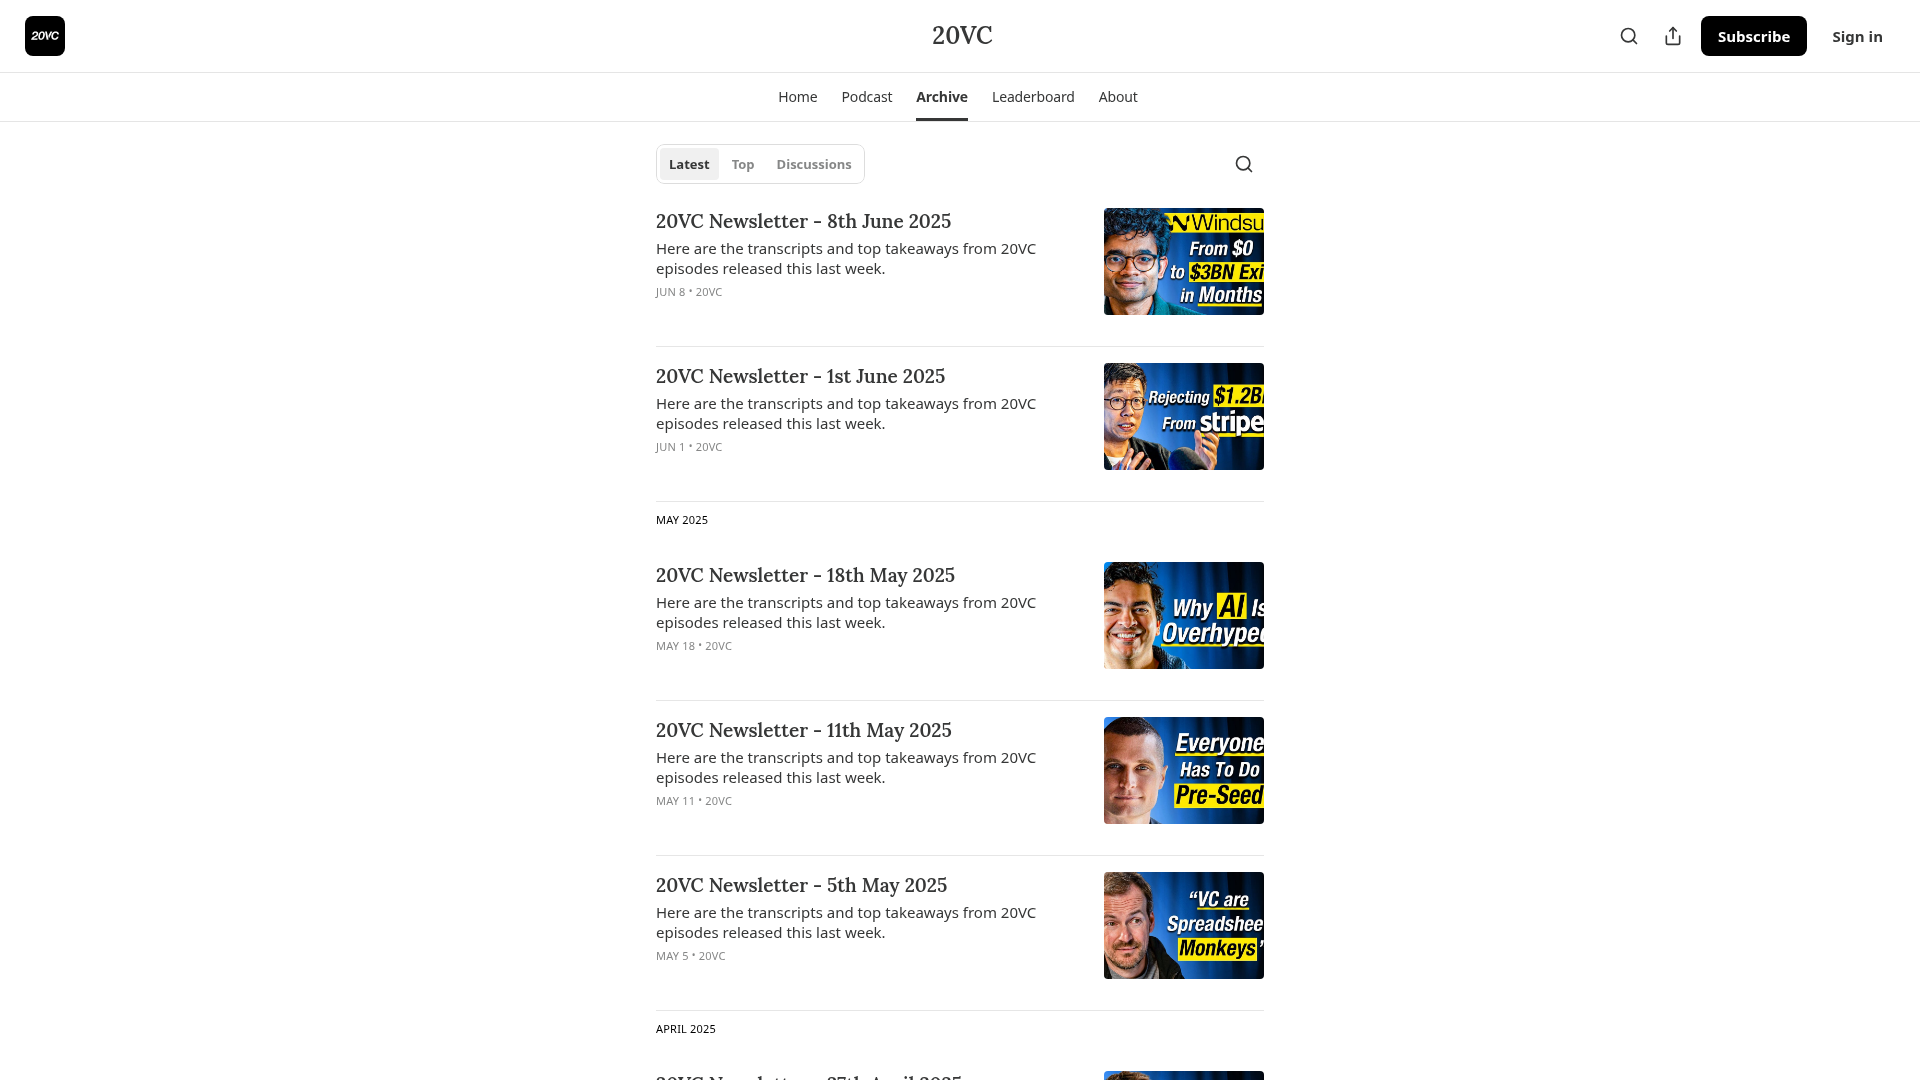 20VC
20VC
Subscribe
Sign in
Home
Podcast
Archive
Leaderboard
About
Latest
Top
Discussions
20VC Newsletter - 8th June 2025
Here are the transcripts and top takeaways from 20VC
episodes released this last week.
JUN 8 • 20VC
Windsu
From $0
to $3BN Exi
in Months
20VC Newsletter - 1st June 2025
Here are the transcripts and top takeaways from 20VC
episodes released this last week.
JUN 1 • 20VC
Rejecting $1.2B
From stripe
MAY 2025
20VC Newsletter - 18th May 2025
Here are the transcripts and top takeaways from 20VC
episodes released this last week.
MAY 18 • 20VC
Why AI Is
Overhyped
20VC Newsletter - 11th May 2025
Here are the transcripts and top takeaways from 20VC
episodes released this last week.
MAY 11 • 20VC
Everyone
Has To Do
Pre-Seed
20VC Newsletter - 5th May 2025
Here are the transcripts and top takeaways from 20VC
episodes released this last week.
MAY 5 • 20VC
“VC are
Spreadshee
Monkeys”
APRIL 2025
20VC Newsletter - 27th April 2025